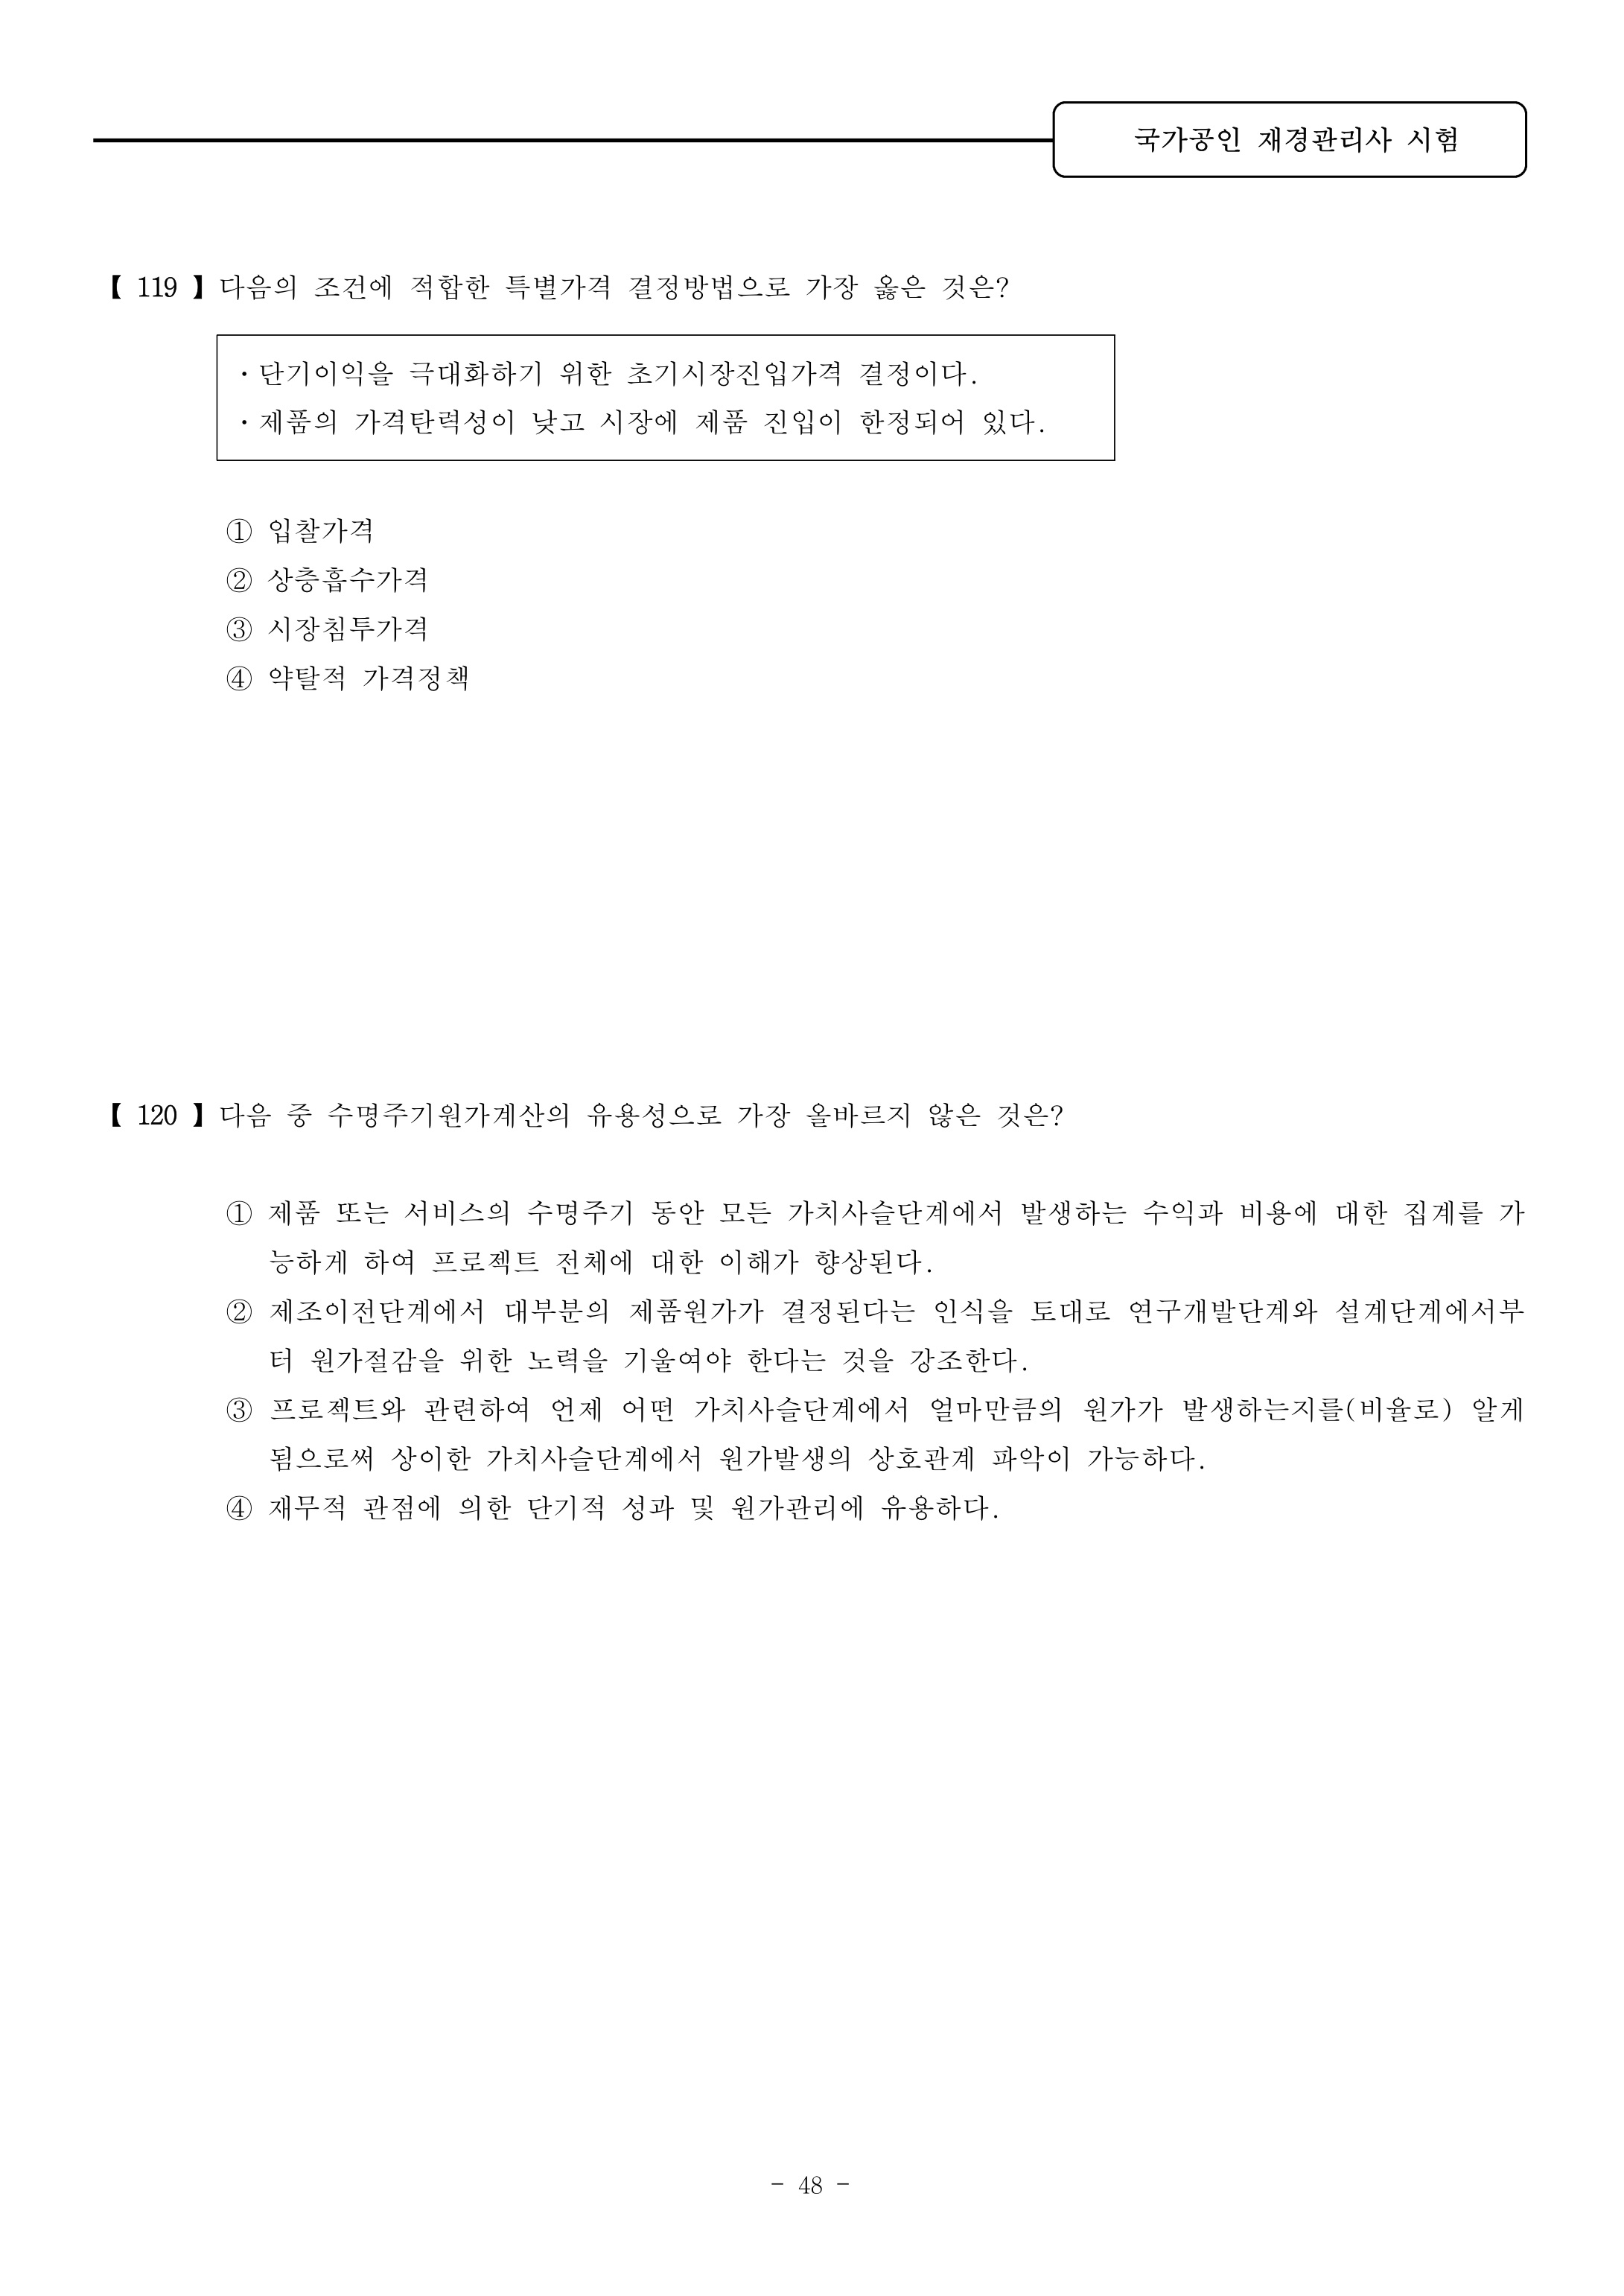 국가공인 재경관리사 시험
【 119 】 다음의 조건에 적합한 특별가격 결정방법으로 가장 옳은 것은?
· 단기이익을 극대화하기 위한 초기시장진입가격 결정이다.
· 제품의 가격탄력성이 낮고 시장에 제품 진입이 한정되어 있다.
① 입찰가격
② 상층흡수가격
③ 시장침투가격
④ 약탈적 가격정책
【 120 】 다음 중 수명주기원가계산의 유용성으로 가장 올바르지 않은 것은?
① 제품 또는 서비스의 수명주기 동안 모든 가치사슬단계에서 발생하는 수익과 비용에 대한 집계를 가
능하게 하여 프로젝트 전체에 대한 이해가 향상된다.
② 제조이전단계에서 대부분의 제품원가가 결정된다는 인식을 토대로 연구개발단계와 설계단계에서부
터 원가절감을 위한 노력을 기울여야 한다는 것을 강조한다.
③ 프로젝트와 관련하여 언제 어떤 가치사슬단계에서 얼마만큼의 원가가 발생하는지를(비율로) 알게
됨으로써 상이한 가치사슬단계에서 원가발생의 상호관계 파악이 가능하다.
④ 재무적 관점에 의한 단기적 성과 및 원가관리에 유용하다.
- 48 -